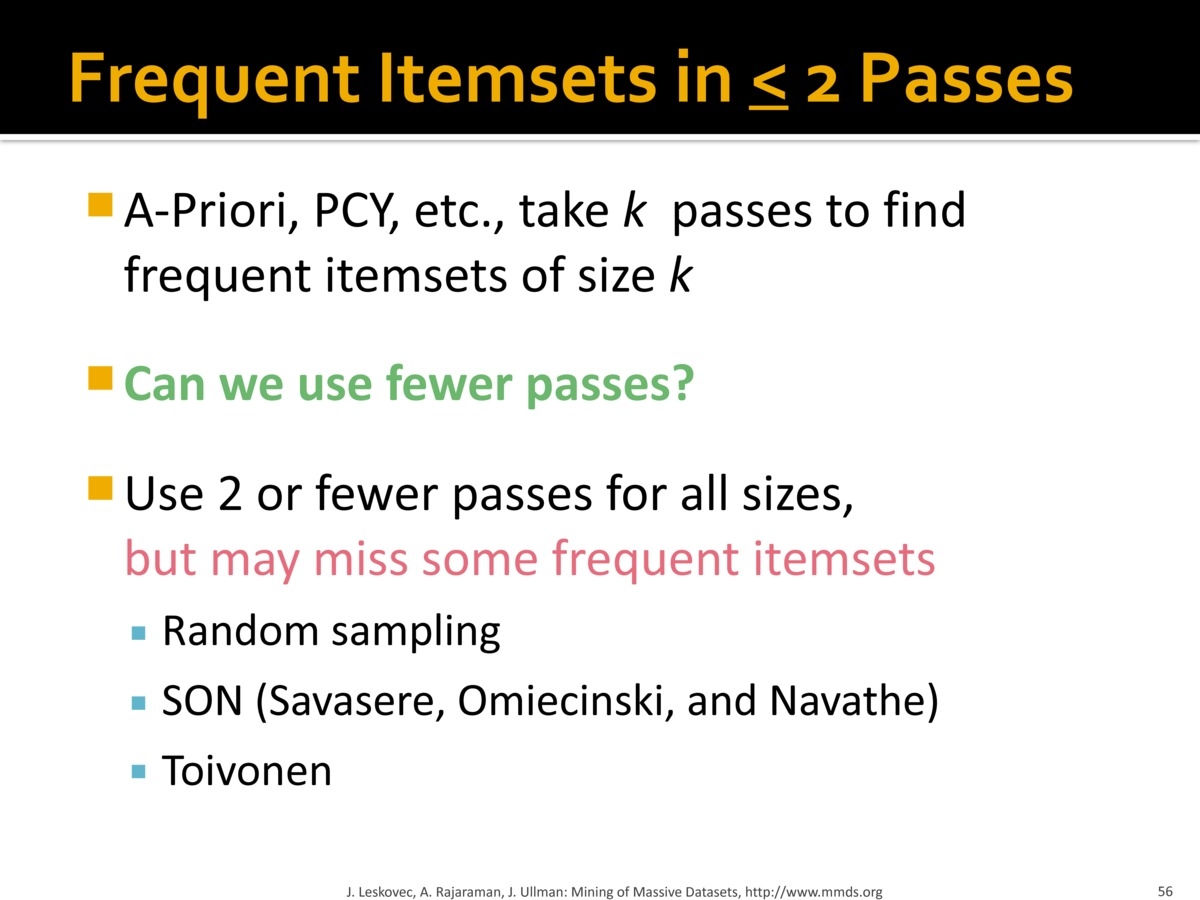 Frequent Itemsets in < 2 Passes
A-Priori, PCY, etc., take k passes to find
frequent itemsets of size k
Can we use fewer passes?
Use 2 or fewer passes for all sizes,
but may miss some frequent itemsets
Random sampling
SON (Savasere, Omiecinski, and Navathe)
Toivonen
J. Leskovec, A. Rajaraman, J. Ullman: Mining of Massive Datasets, http://www.mmds.org
56